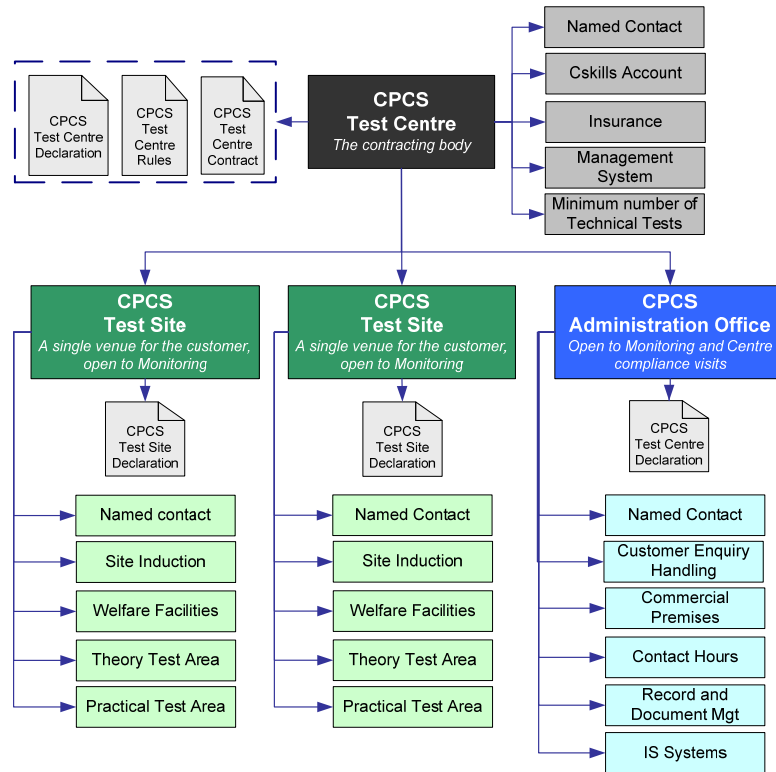 Named Contact
Cskills Account
Insurance
Management
System
Minimum number of
Technical Tests
CPCS
Test Centre
The contracting body
CPCS
Test Centre
Declaration
CPCS
Test
Centre
Rules
CPCS
Test
Centre
Contract
CPCS
Test Site
A single venue for the customer,
open to Monitoring
CPCS
Test Site
Declaration
Named contact
Site Induction
Welfare Facilities
Theory Test Area
Practical Test Area
CPCS
Test Site
A single venue for the customer,
open to Monitoring
CPCS
Test Site
Declaration
Named Contact
Site Induction
Welfare Facilities
Theory Test Area
Practical Test Area
CPCS
Administration Office
Open to Monitoring and Centre
compliance visits
CPCS
Test Centre
Declaration
Named Contact
Customer Enquiry
Handling
Commercial
Premises
Contact Hours
Record and
Document Mgt
IS Systems